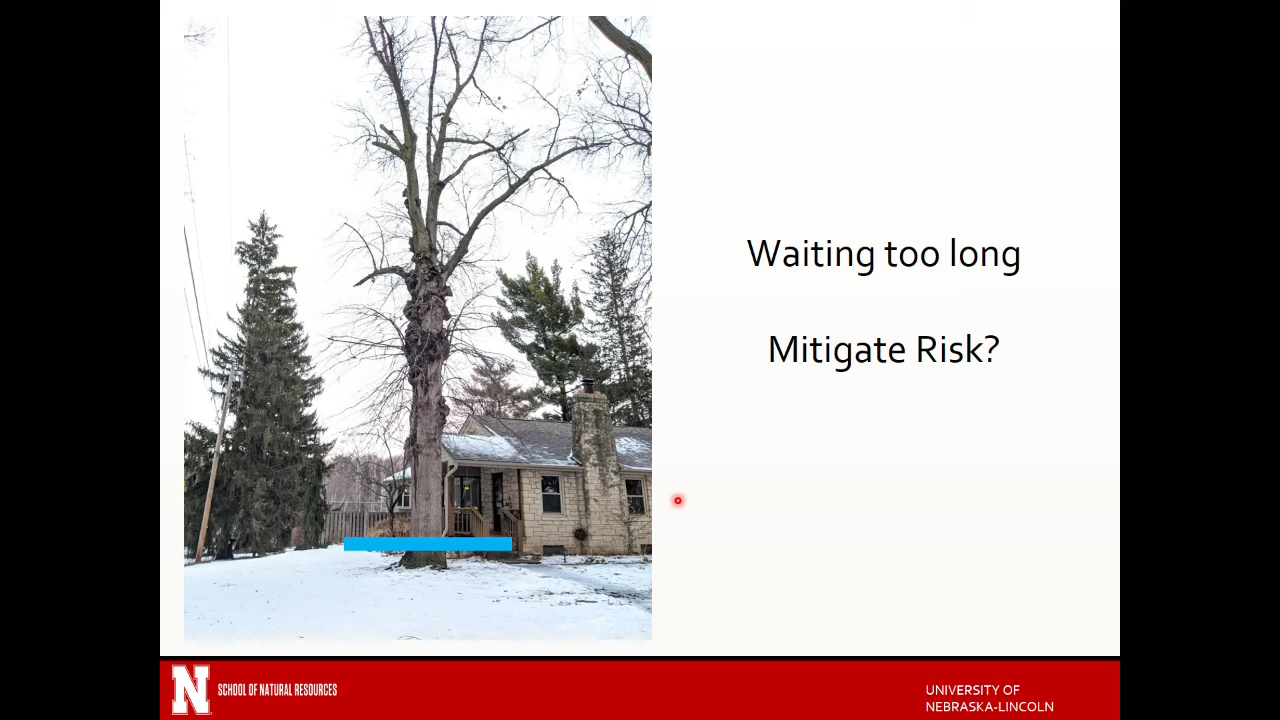 Waiting too long
Mitigate Risk?
N
SCHOOL OF NATURAL RESOURCES
UNIVERSITY OF
NEBRASKA-LINCOLN